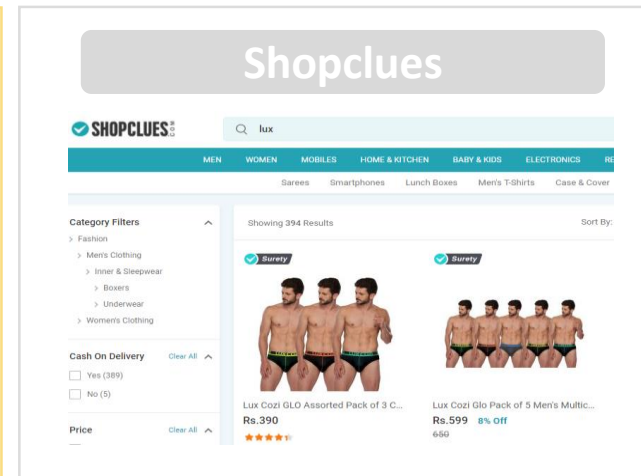 Shopclues
SHOPCLUES.COM
lux
MEN WOMEN MOBILES HOME & KITCHEN BABY & KIDS ELECTRONICS RE
Sarees Smartphones Lunch Boxes Men's T-Shirts Case & Cover
Category Filters
> Fashion
> Men's Clothing
> Inner & Sleepwear
> Boxers
> Underwear
> Women's Clothing
Cash On Delivery Clear All
Yes (389)
No (5)
Price Clear All
Showing 394 Results Sort By:
Surety Surety
Lux Cozi GLO Assorted Pack of 3 C... Lux Cozi Glo Pack of 5 Men's Multic...
Rs.390 Rs.599 8% Off
650